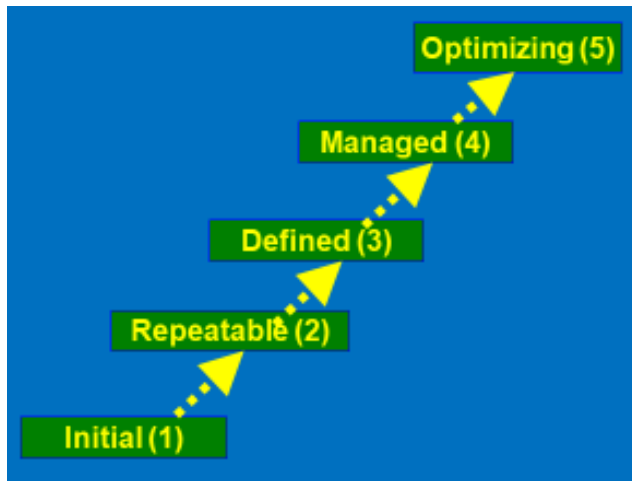 Optimizing (5)
Managed (4)
Defined (3)
Repeatable (2)
Initial (1)